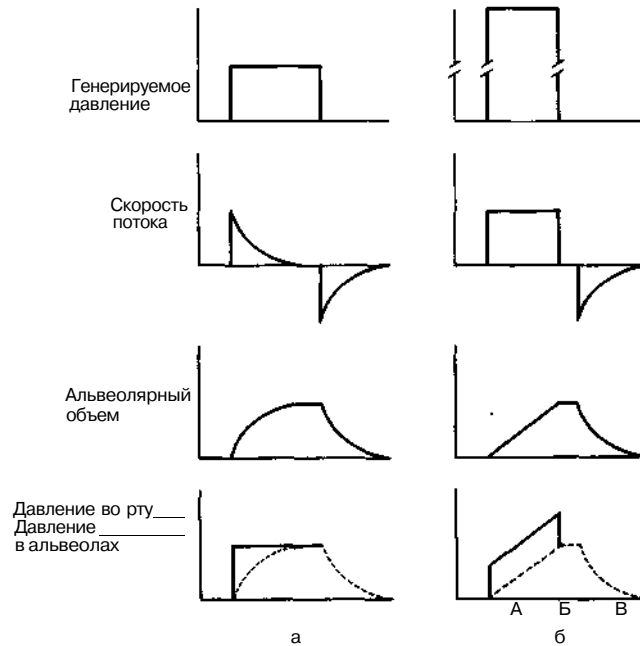 Генерируемое
давление
Скорость
потока
Альвеолярный
объем
Давление во рту
Давление
в альвеолах
А Б В
а б